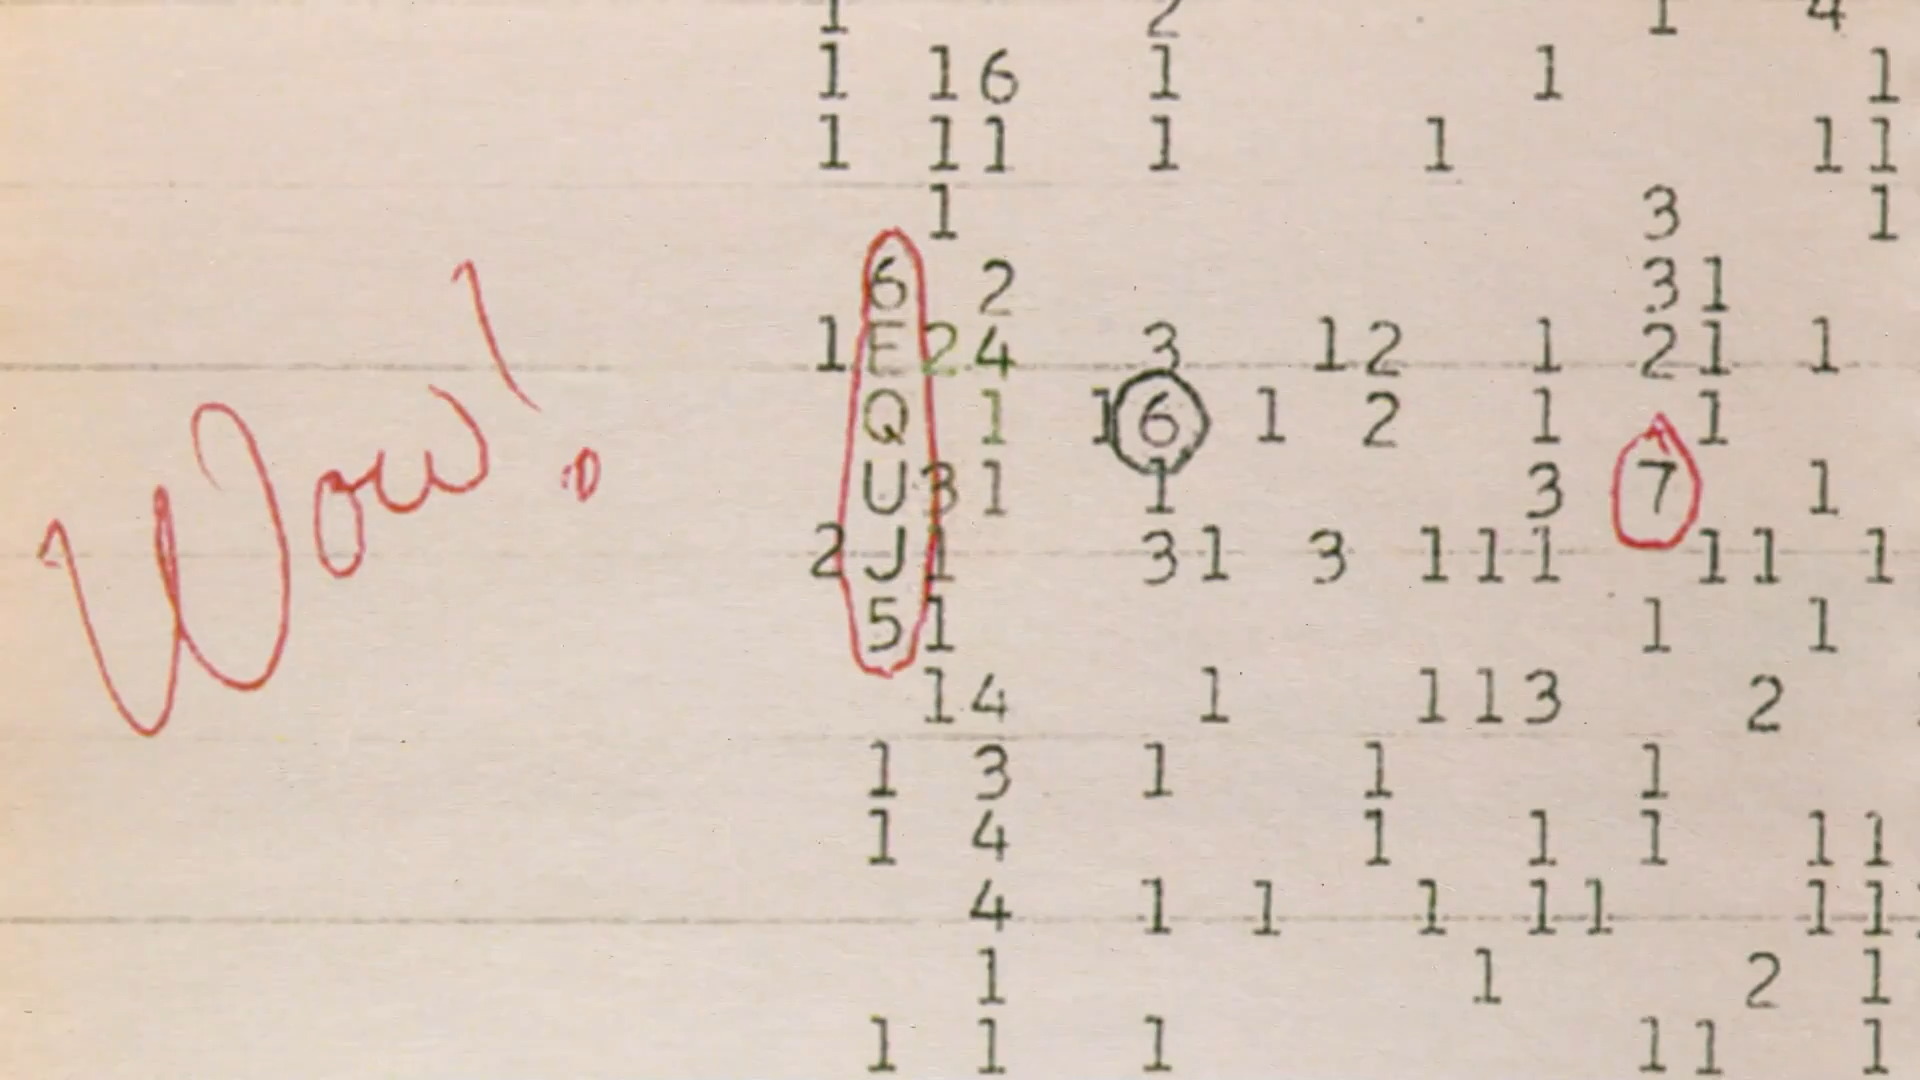 1 2 1 4
1 16 1 1 1
1 11 1 1 11
1 3 1
6 2 31
1E24 3 12 1 21 1
Q 1 16 1 2 1 1
U31 1 3 7 1
2J1 31 3 111 11 1
51 1 1
14 1 113 2
1 3 1 1 1
1 4 1 1 1 11
4 1 1 1 11 11
1 1 2 1
1 1 1 11 1
Wow!